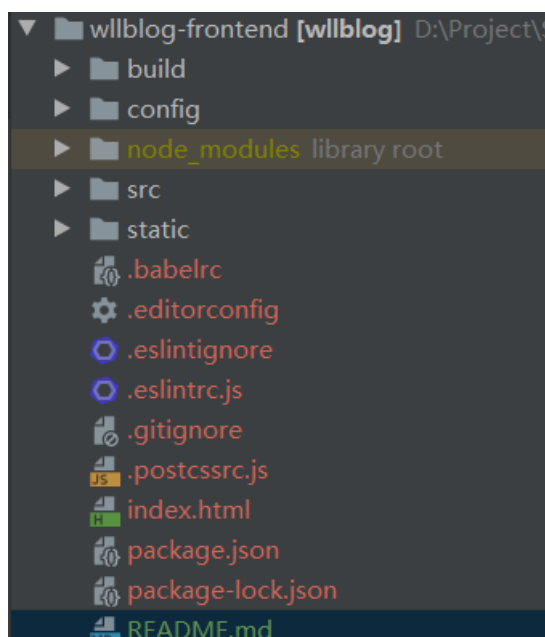 wllblog-frontend [wllblog] D:\Project\
build
config
node_modules library root
src
static
.babelrc
.editorconfig
.eslintignore
.eslintrc.js
.gitignore
.postcssrc.js
index.html
package.json
package-lock.json
README.md